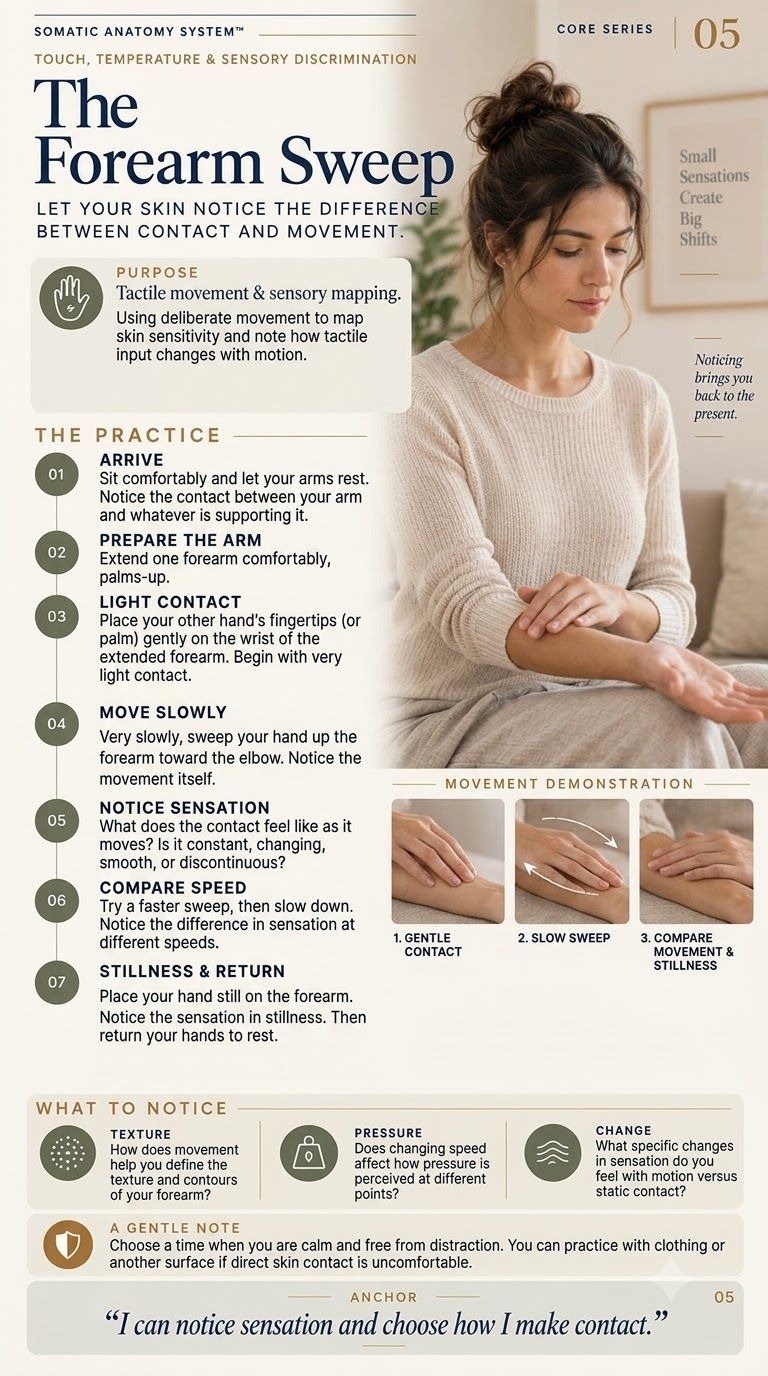 SOMATIC ANATOMY SYSTEM™
CORE SERIES
05
TOUCH, TEMPERATURE & SENSORY DISCRIMINATION
The
Forearm Sweep
LET YOUR SKIN NOTICE THE DIFFERENCE
BETWEEN CONTACT AND MOVEMENT.
Small
Sensations
Create
Big
Shifts
Noticing
brings you
back to the
present.
PURPOSE
Tactile movement & sensory mapping.
Using deliberate movement to map
skin sensitivity and note how tactile
input changes with motion.
THE PRACTICE
01
ARRIVE
Sit comfortably and let your arms rest.
Notice the contact between your arm
and whatever is supporting it.
02
PREPARE THE ARM
Extend one forearm comfortably,
palms-up.
03
LIGHT CONTACT
Place your other hand's fingertips (or
palm) gently on the wrist of the
extended forearm. Begin with very
light contact.
04
MOVE SLOWLY
Very slowly, sweep your hand up the
forearm toward the elbow. Notice the
movement itself.
05
NOTICE SENSATION
What does the contact feel like as it
moves? Is it constant, changing,
smooth, or discontinuous?
06
COMPARE SPEED
Try a faster sweep, then slow down.
Notice the difference in sensation at
different speeds.
07
STILLNESS & RETURN
Place your hand still on the forearm.
Notice the sensation in stillness. Then
return your hands to rest.
MOVEMENT DEMONSTRATION
1. GENTLE
CONTACT
2. SLOW SWEEP
3. COMPARE
MOVEMENT &
STILLNESS
WHAT TO NOTICE
TEXTURE
How does movement
help you define the
texture and contours
of your forearm?
PRESSURE
Does changing speed
affect how pressure is
perceived at different
points?
CHANGE
What specific changes
in sensation do you
feel with motion versus
static contact?
A GENTLE NOTE
Choose a time when you are calm and free from distraction. You can practice with clothing or
another surface if direct skin contact is uncomfortable.
ANCHOR
05
“I can notice sensation and choose how I make contact.”